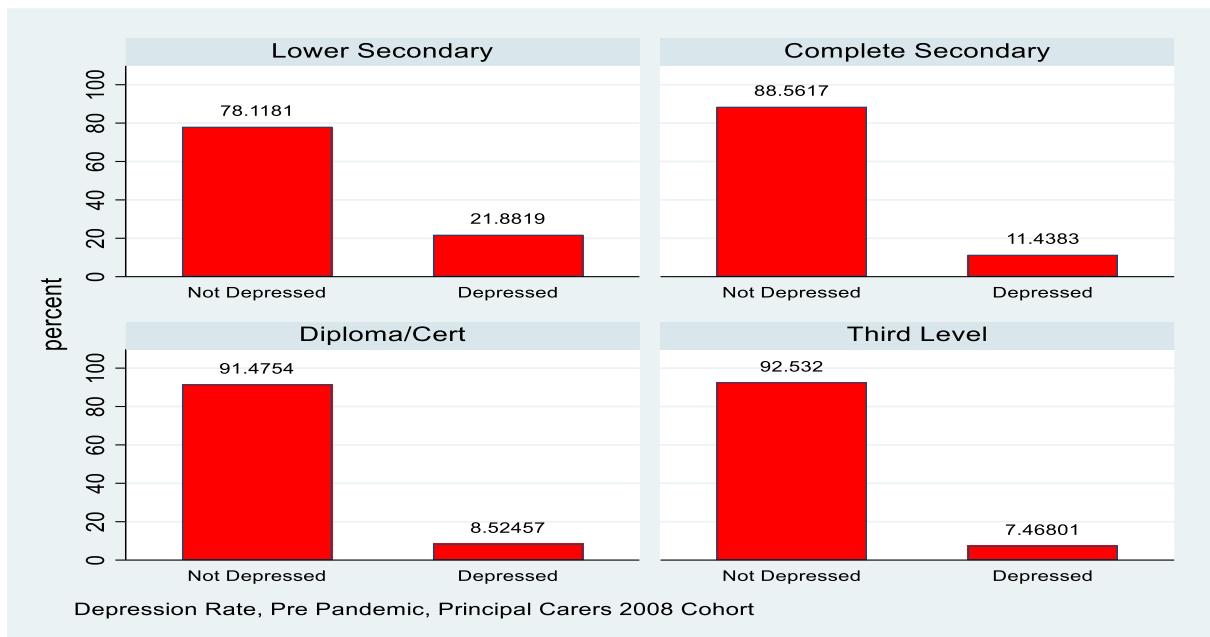 Lower Secondary
Complete Secondary
100
80
60
40
20
0
78.1181
21.8819
88.5617
11.4383
Not Depressed
Depressed
Not Depressed
Depressed
percent
Diploma/Cert
Third Level
100
80
60
40
20
0
91.4754
8.52457
92.532
7.46801
Not Depressed
Depressed
Not Depressed
Depressed
Depression Rate, Pre Pandemic, Principal Carers 2008 Cohort